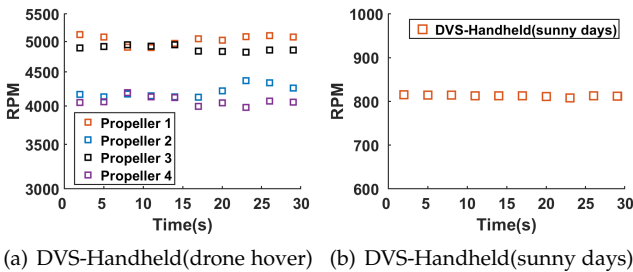 5500
5000
4500
4000
3500
3000
RPM
Propeller 1
Propeller 2
Propeller 3
Propeller 4
0 5 10 15 20 25 30
Time(s)
(a) DVS-Handheld(drone hover)
1000
900
800
700
600
RPM
DVS-Handheld(sunny days)
0 5 10 15 20 25 30
Time(s)
(b) DVS-Handheld(sunny days)